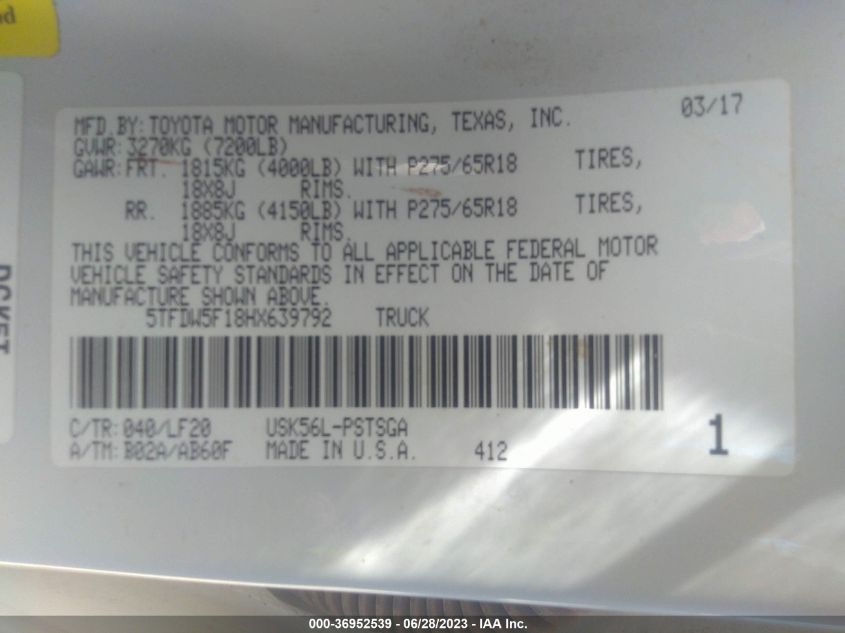 od
MFD. BY: TOYOTA MOTOR MANUFACTURING, TEXAS, INC. 03/17
GVWR: 3270KG (7200LB)
GAWR: FRT. 1815KG (4000LB) WITH P275/65R18 TIRES,
18X8J RIMS.
RR. 1885KG (4150LB) WITH P275/65R18 TIRES,
18X8J RIMS.
THIS VEHICLE CONFORMS TO ALL APPLICABLE FEDERAL MOTOR
VEHICLE SAFETY STANDARDS IN EFFECT ON THE DATE OF
MANUFACTURE SHOWN ABOVE.
5TFDW5F18HX639792 TRUCK
C/TR: 040/LF20 USK56L-PSTSGA
A/TM: B02A/AB60F MADE IN U.S.A. 412 1
000-36952539 - 06/28/2023 - IAA Inc.